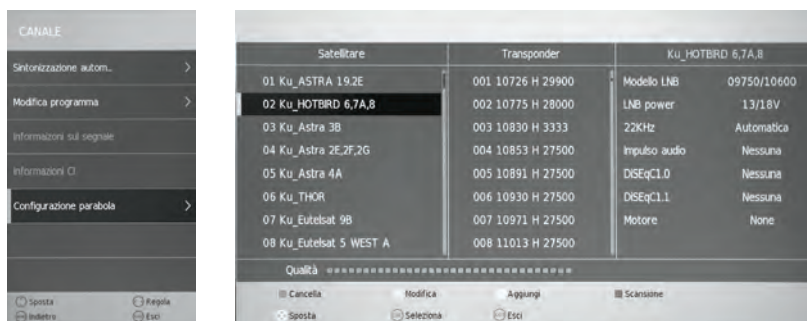 CANALE
Sintonizzazione autom..
Modifica programma
Informaizoni sul segnale
Informazioni CI
Configurazione parabola
Sposta Regola
Indietro Esci
Satellitare Transponder Ku_HOTBIRD 6,7A,8
01 Ku_ASTRA 19.2E 001 10726 H 29900 Modello LNB 09750/10600
02 Ku_HOTBIRD 6,7A,8 002 10775 H 28000 LNB power 13/18V
03 Ku_Astra 3B 003 10830 H 3333 22KHz Automatica
04 Ku_Astra 2E,2F,2G 004 10853 H 27500 Impulso audio Nessuna
05 Ku_Astra 4A 005 10891 H 27500 DiSEqC1.0 Nessuna
06 Ku_THOR 006 10930 H 27500 DiSEqC1.1 Nessuna
07 Ku_Eutelsat 9B 007 10971 H 27500 Motore None
08 Ku_Eutelsat 5 WEST A 008 11013 H 27500
Qualità
Cancella Modifica Aggiungi Scansione
Sposta Seleziona Esci